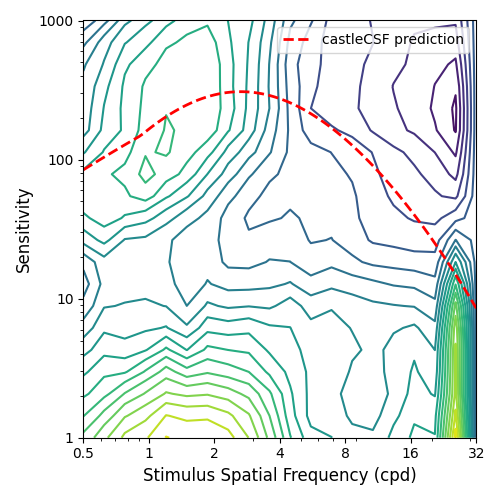 1000
castleCSF prediction
100
Sensitivity
10
1
0.5 1 2 4 8 16 32
Stimulus Spatial Frequency (cpd)